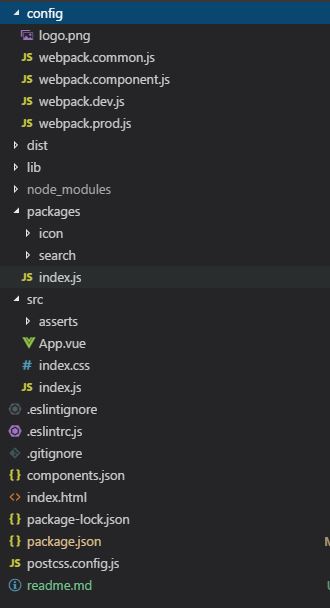 config
logo.png
JS webpack.common.js
JS webpack.component.js
JS webpack.dev.js
JS webpack.prod.js
dist
lib
node_modules
packages
icon
search
JS index.js
src
asserts
App.vue
# index.css
JS index.js
.eslintignore
.eslintrc.js
.gitignore
{} components.json
<> index.html
{} package-lock.json
{} package.json
JS postcss.config.js
readme.md